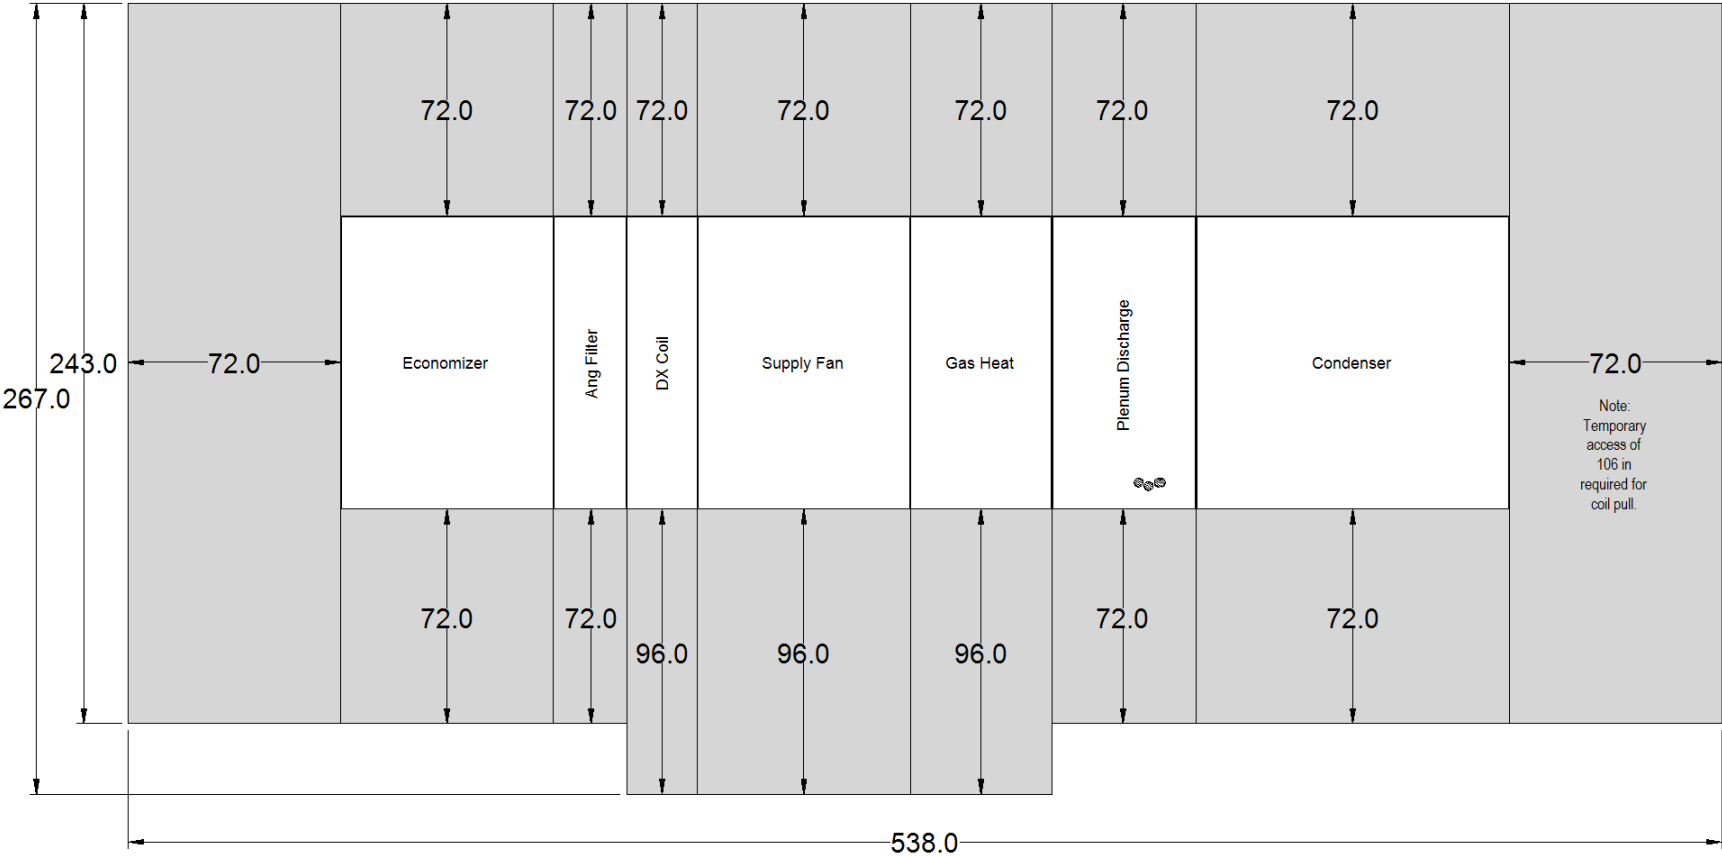 72.0 72.0 72.0 72.0 72.0 72.0 72.0
243.0 72.0 Economizer Ang Filter DX Coil Supply Fan Gas Heat Plenum Discharge Condenser 72.0
267.0
Note:
Temporary
access of
106 in
required for
coil pull.
72.0 72.0 72.0 72.0
96.0 96.0 96.0
538.0